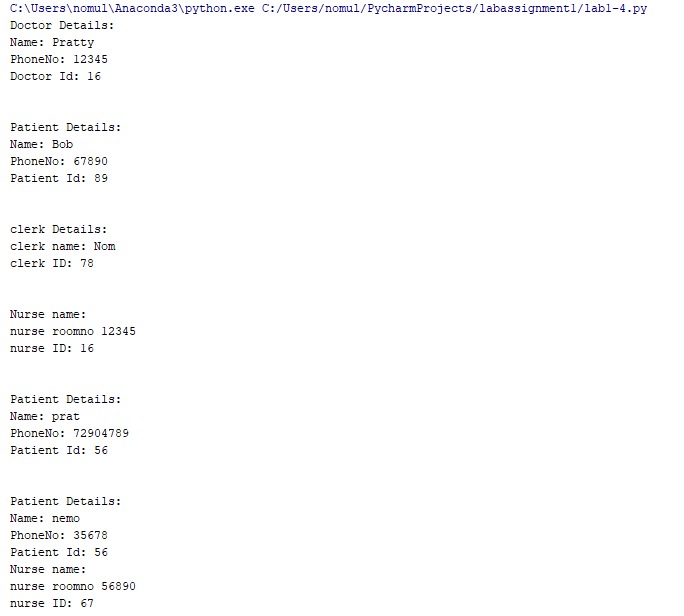 C:\Users\nomul\Anaconda3\python.exe C:/Users/nomul/PycharmProjects/labassignment1/lab1-4.py
Doctor Details:
Name: Pratty
PhoneNo: 12345
Doctor Id: 16
Patient Details:
Name: Bob
PhoneNo: 67890
Patient Id: 89
clerk Details:
clerk name: Nom
clerk ID: 78
Nurse name:
nurse roomno 12345
nurse ID: 16
Patient Details:
Name: prat
PhoneNo: 72904789
Patient Id: 56
Patient Details:
Name: nemo
PhoneNo: 35678
Patient Id: 56
Nurse name:
nurse roomno 56890
nurse ID: 67